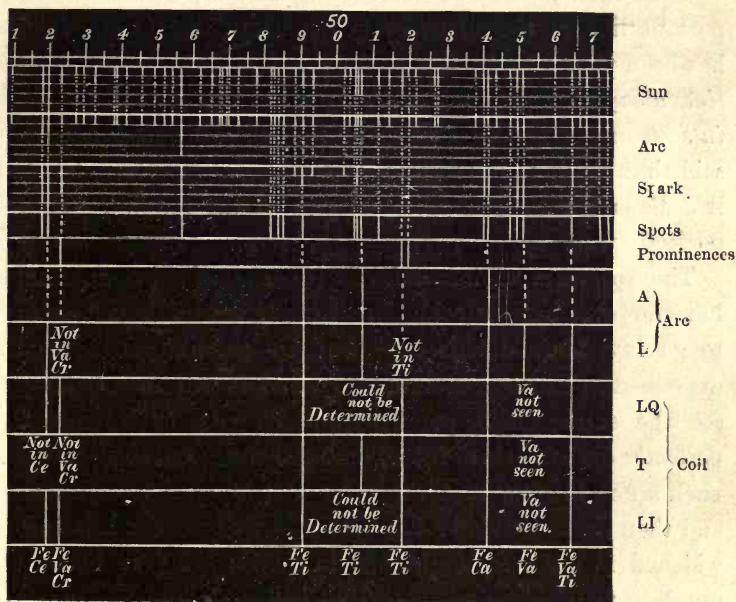 50
1 2 3 4 5 6 7 8 9 0 1 2 3 4 5 6 7
Sun
Arc
Spark
Spots
Prominences
A
Arc
L
Not
in
Va
Cr
Not
in
Ti
LQ
Could
not be
Determined
Va
not
seen
T
Coil
Not
in
Ce
Not
in
Va
Cr
Va
not
seen
LI
Could
not be
Determined
Va
not
seen.
Fe
Ce
Fe
Va
Cr
Fe
Ti
Fe
Ti
Fe
Ti
Fe
Ca
Fe
Va
Fe
Va
Ti